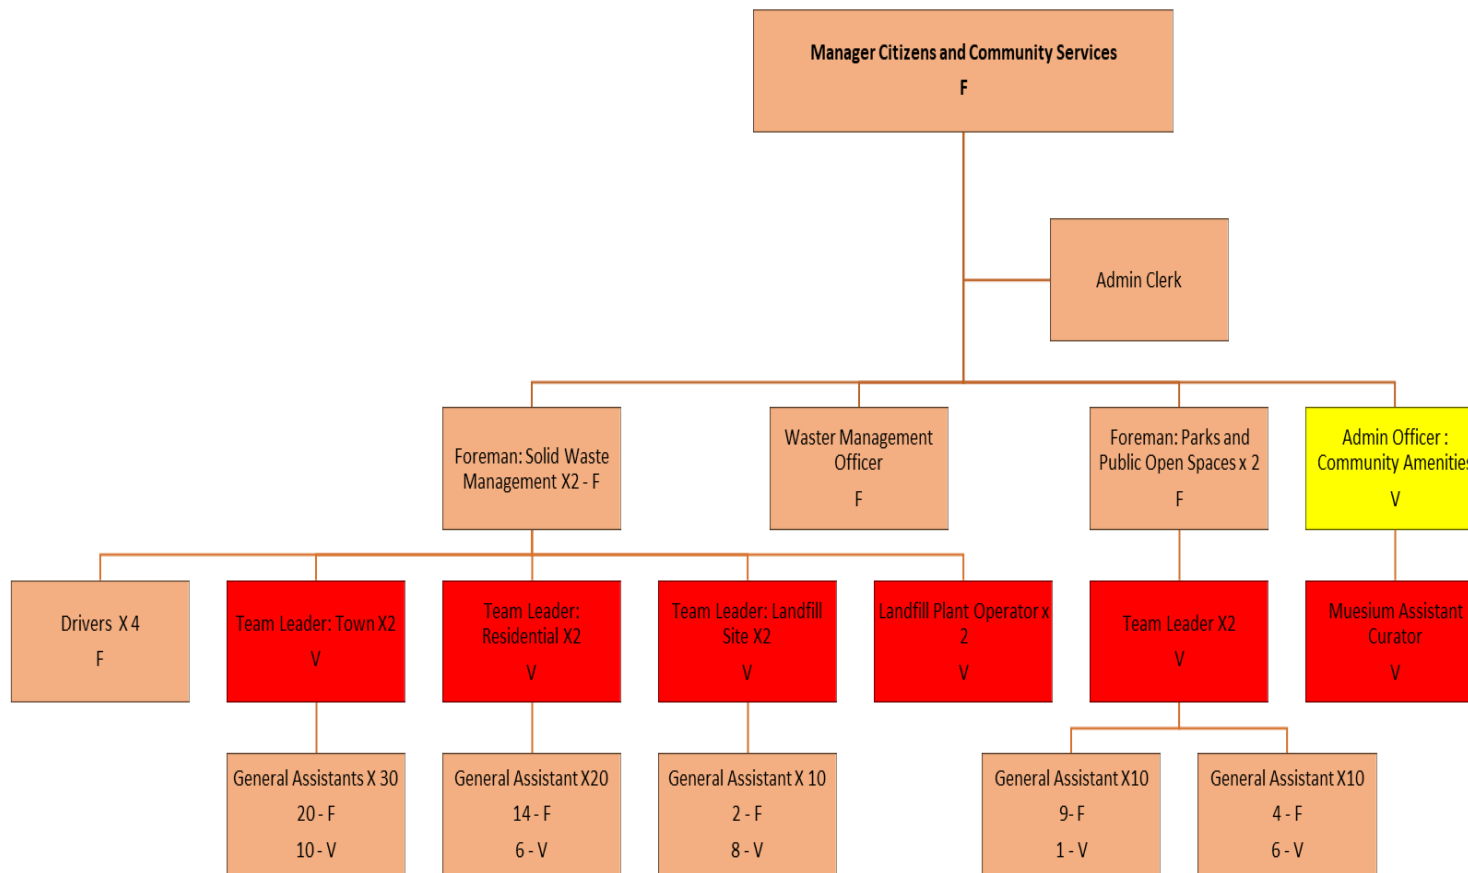 Manager Citizens and Community Services
F
Admin Clerk
Foreman: Solid Waste
Management X2 - F
Waster Management
Officer
F
Foreman: Parks and
Public Open Spaces x 2
F
Admin Officer :
Community Amenities
V
Drivers X 4
F
Team Leader: Town X2
V
Team Leader:
Residential X2
V
Team Leader: Landfill
Site X2
V
Landfill Plant Operator x
2
V
Team Leader X2
V
Muesium Assistant
Curator
V
General Assistants X 30
20 - F
10 - V
General Assistant X20
14 - F
6 - V
General Assistant X 10
2 - F
8 - V
General Assistant X10
9- F
1 - V
General Assistant X10
4 - F
6 - V